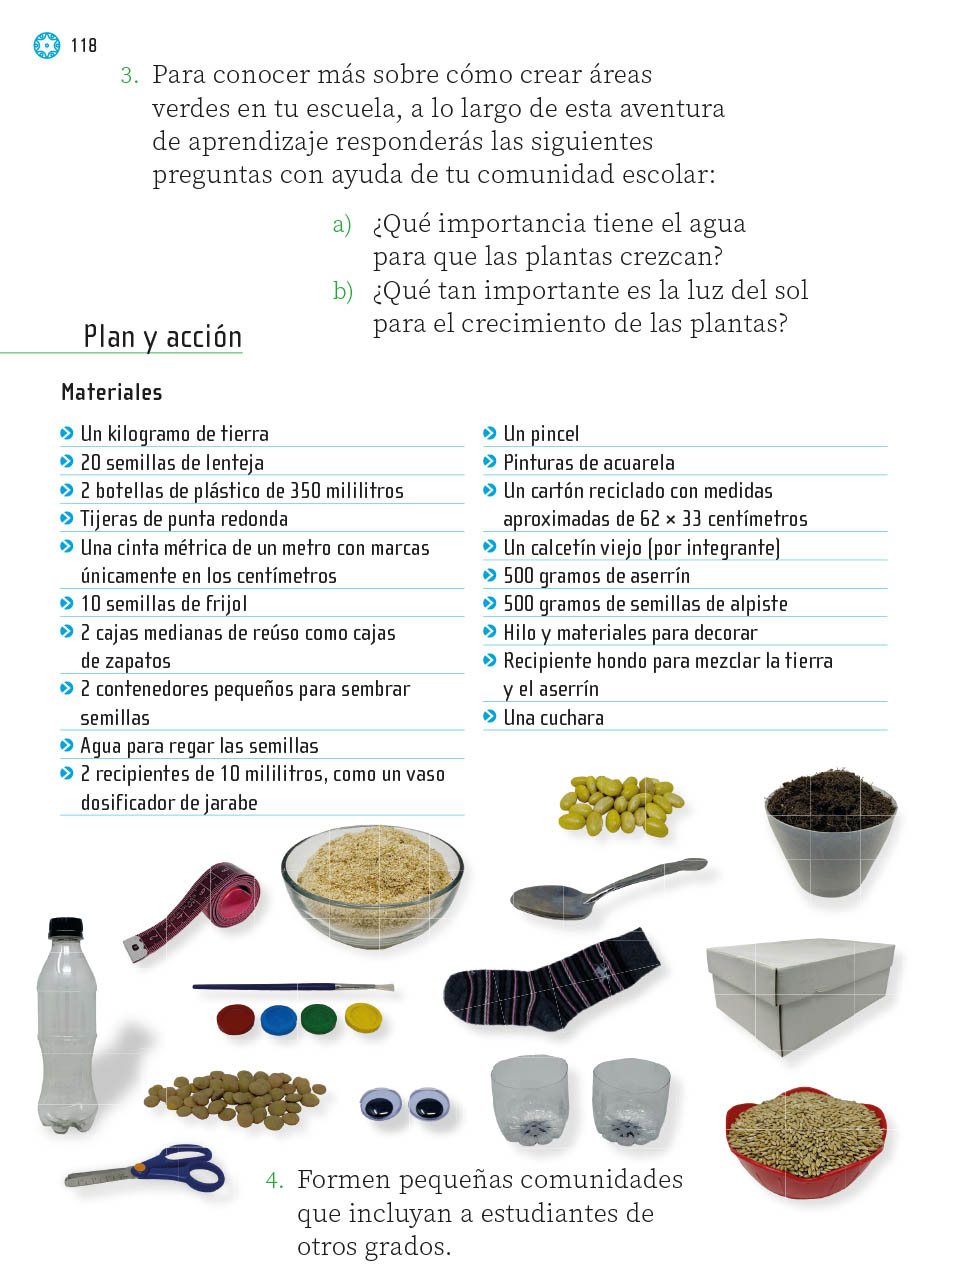 118
3. Para conocer más sobre cómo crear áreas
verdes en tu escuela, a lo largo de esta aventura
de aprendizaje responderás las siguientes
preguntas con ayuda de tu comunidad escolar:
a) ¿Qué importancia tiene el agua
para que las plantas crezcan?
b) ¿Qué tan importante es la luz del sol
para el crecimiento de las plantas?
Plan y acción
Materiales
Un kilogramo de tierra
20 semillas de lenteja
2 botellas de plástico de 350 mililitros
Tijeras de punta redonda
Una cinta métrica de un metro con marcas
únicamente en los centímetros
10 semillas de frijol
2 cajas medianas de reúso como cajas
de zapatos
2 contenedores pequeños para sembrar
semillas
Agua para regar las semillas
2 recipientes de 10 mililitros, como un vaso
dosificador de jarabe
Un pincel
Pinturas de acuarela
Un cartón reciclado con medidas
aproximadas de 62 × 33 centímetros
Un calcetín viejo (por integrante)
500 gramos de aserrín
500 gramos de semillas de alpiste
Hilo y materiales para decorar
Recipiente hondo para mezclar la tierra
y el aserrín
Una cuchara
4. Formen pequeñas comunidades
que incluyan a estudiantes de
otros grados.